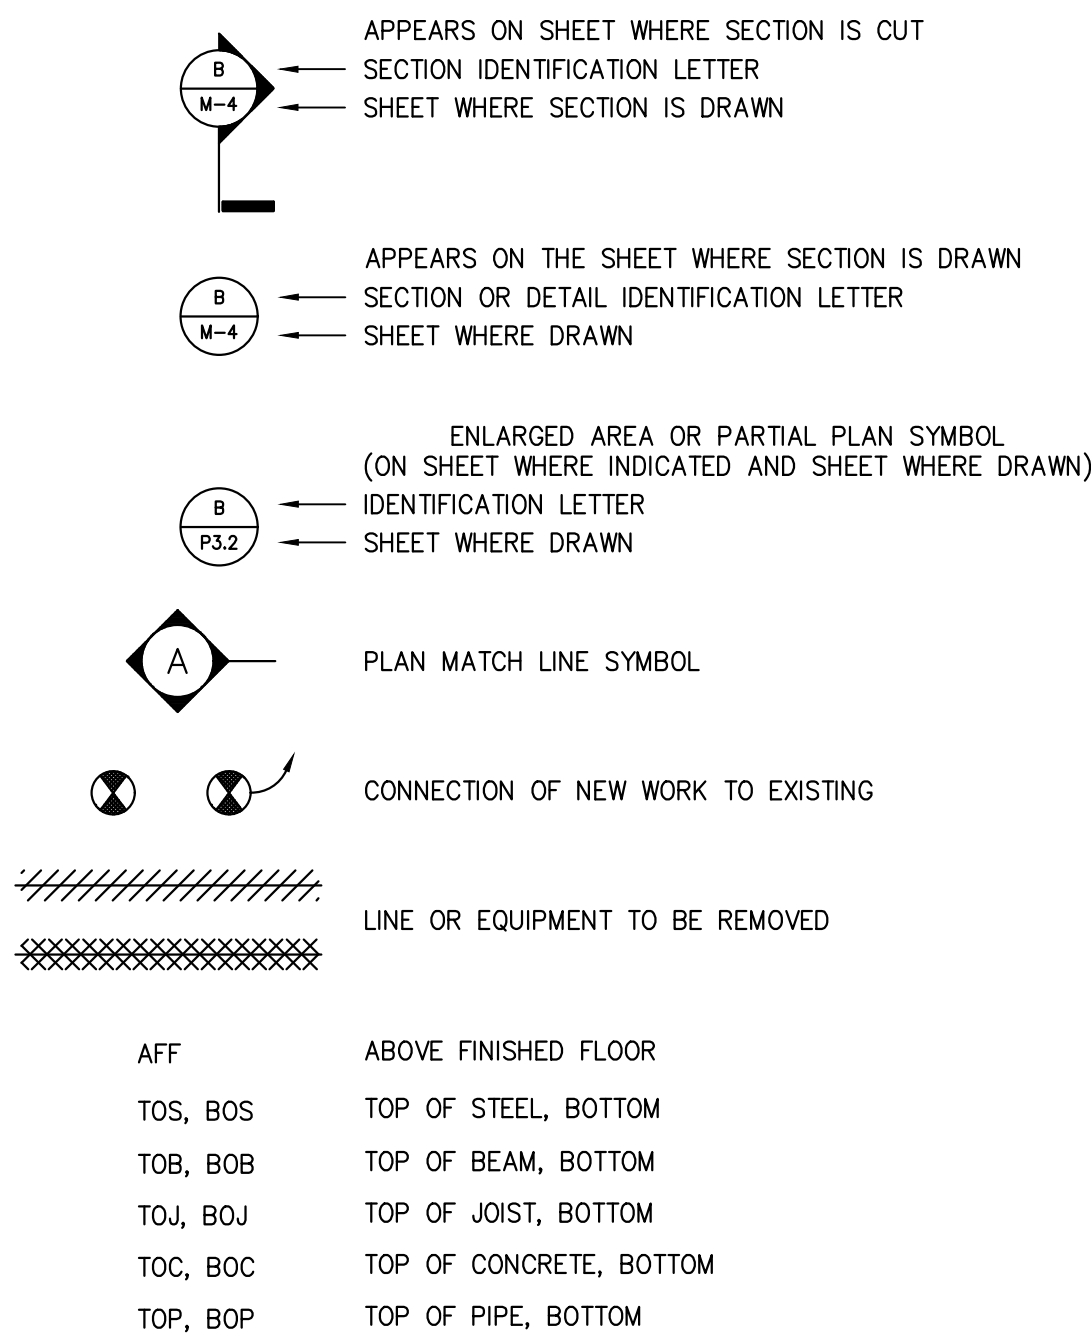 APPEARS ON SHEET WHERE SECTION IS CUT
B SECTION IDENTIFICATION LETTER
M-4 SHEET WHERE SECTION IS DRAWN
APPEARS ON THE SHEET WHERE SECTION IS DRAWN
B SECTION OR DETAIL IDENTIFICATION LETTER
M-4 SHEET WHERE DRAWN
ENLARGED AREA OR PARTIAL PLAN SYMBOL
(ON SHEET WHERE INDICATED AND SHEET WHERE DRAWN)
B IDENTIFICATION LETTER
P3.2 SHEET WHERE DRAWN
A PLAN MATCH LINE SYMBOL
CONNECTION OF NEW WORK TO EXISTING
LINE OR EQUIPMENT TO BE REMOVED
AFF ABOVE FINISHED FLOOR
TOS, BOS TOP OF STEEL, BOTTOM
TOB, BOB TOP OF BEAM, BOTTOM
TOJ, BOJ TOP OF JOIST, BOTTOM
TOC, BOC TOP OF CONCRETE, BOTTOM
TOP, BOP TOP OF PIPE, BOTTOM